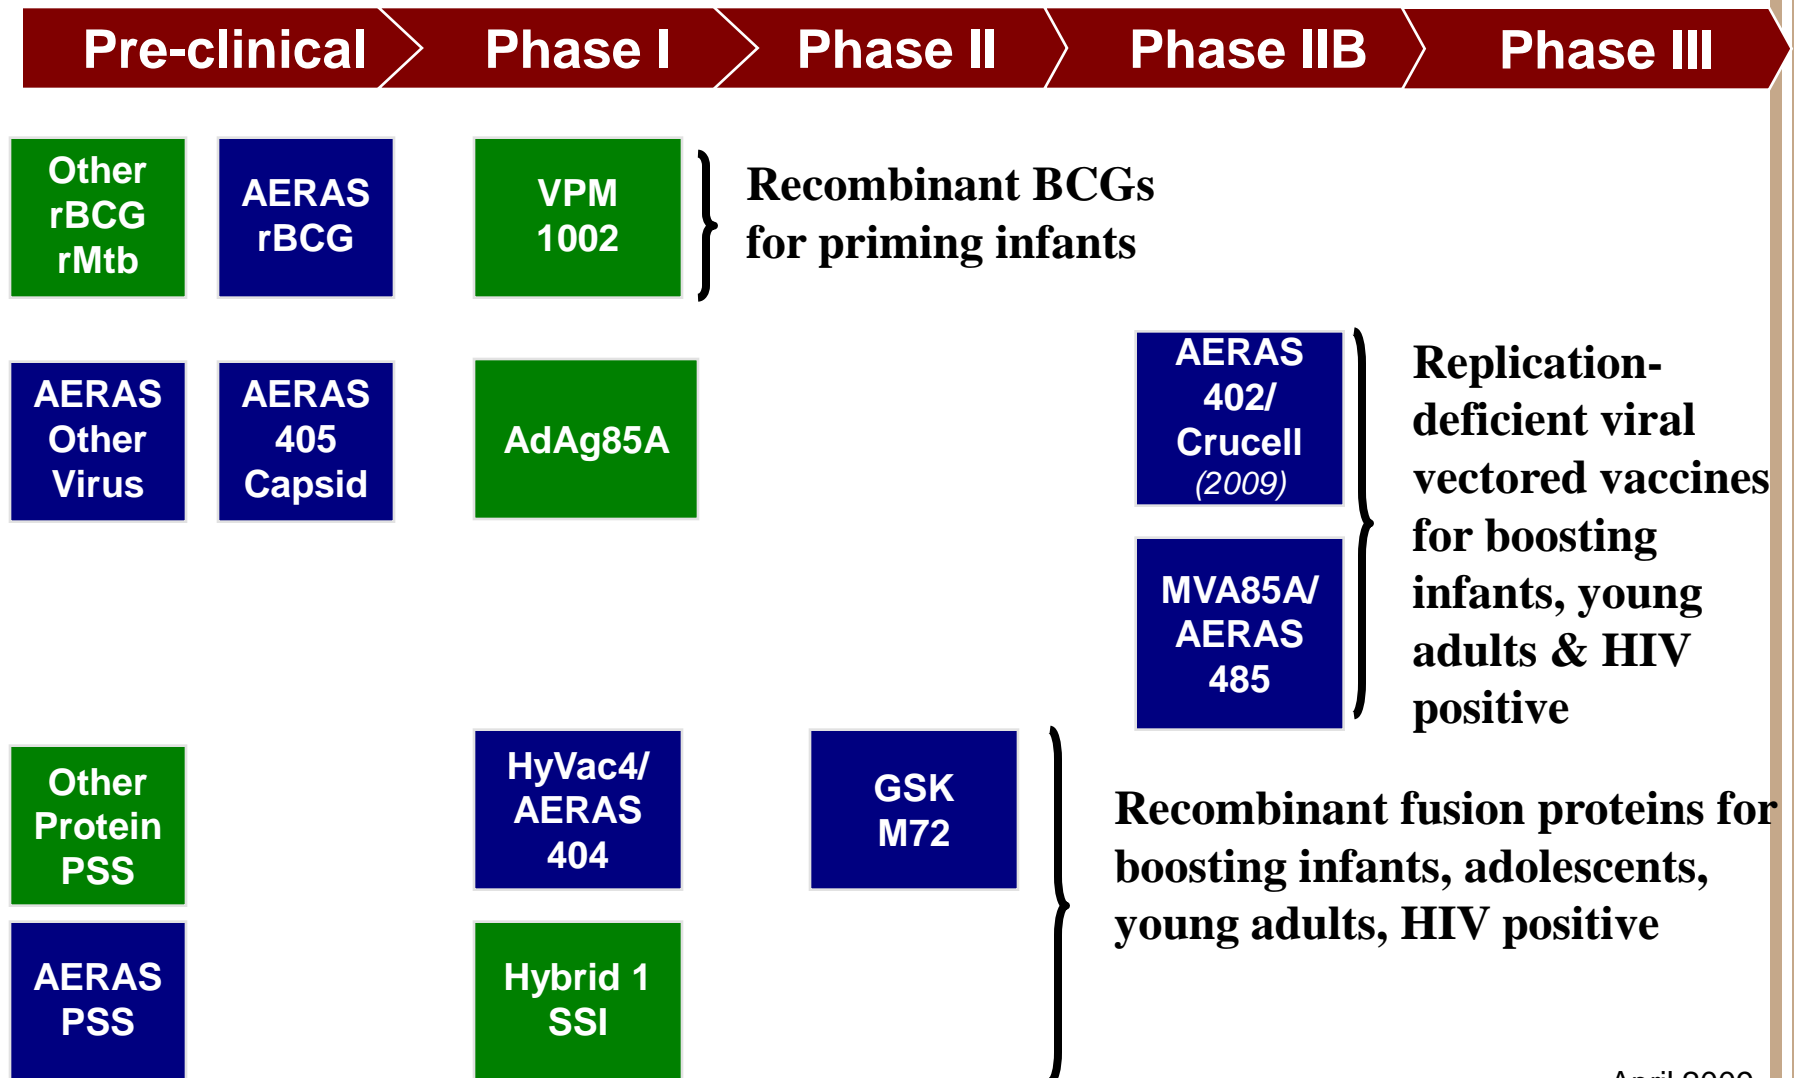 Pre-clinical
Phase I
Phase II
Phase IIB
Phase III
Other
rBCG
rMtb
AERAS
rBCG
VPM
1002
Recombinant BCGs
for priming infants
AERAS
Other
Virus
AERAS
405
Capsid
AdAg85A
AERAS
402/
Crucell
(2009)
MVA85A/
AERAS
485
Replication-
deficient viral
vectored vaccines
for boosting
infants, young
adults & HIV
positive
Other
Protein
PSS
HyVac4/
AERAS
404
GSK
M72
Recombinant fusion proteins for
boosting infants, adolescents,
young adults, HIV positive
AERAS
PSS
Hybrid 1
SSI
April 2009